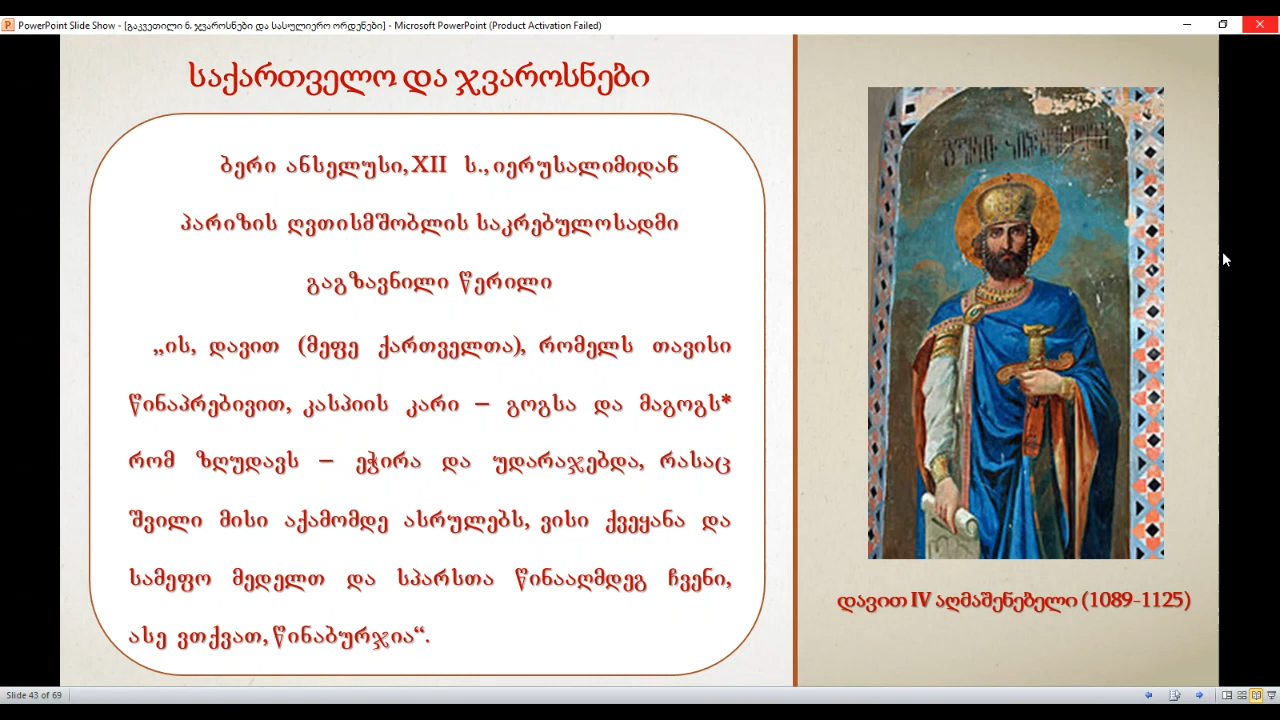 PowerPoint Slide Show - [გაკვეთილი 6. ჯვაროსნები და სასულიერო ორდენები] - Microsoft PowerPoint (Product Activation Failed)
საქართველო და ჯვაროსნები
ბერი ანსელუსი, XII ს., იერუსალიმიდან
პარიზის ღვთისმშობლის საკრებულოსადმი
გაგზავნილი წერილი
„ის, დავით (მეფე ქართველთა), რომელს თავისი
წინაპრებივით, კასპიის კარი – გოგსა და მაგოგს*
რომ ზღუდავს – ეჭირა და უდარაჯებდა, რასაც
შვილი მისი აქამომდე ასრულებს, ვისი ქვეყანა და
სამეფო მედელთ და სპარსთა წინააღმდეგ ჩვენი,
ასე ვთქვათ, წინაბურჯია“.
დავით IV აღმაშენებელი (1089-1125)
Slide 43 of 69